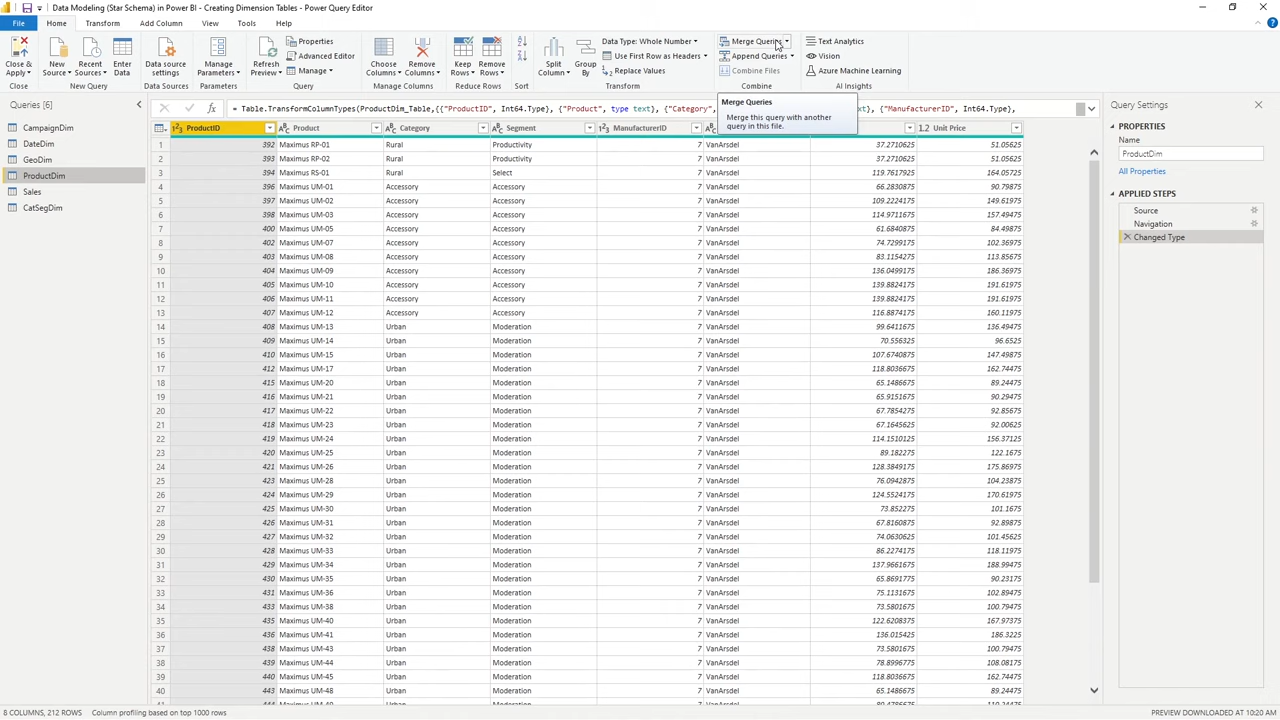 Data Modeling (Star Schema) in Power BI - Creating Dimension Tables - Power Query Editor
File Home Transform Add Column View Tools Help
Close & Apply New Source Recent Sources Enter Data Data source settings Manage Parameters Refresh Preview Properties Advanced Editor Manage Choose Columns Remove Columns Keep Rows Remove Rows Split Column Group By Data Type: Whole Number Use First Row as Headers Replace Values Merge Queries Append Queries Combine Files Text Analytics Vision Azure Machine Learning
Close New Query Data Sources Parameters Query Manage Columns Reduce Rows Sort Transform Combine AI Insights
Merge Queries
Merge this query with another
query in this file.
Queries [6]
CampaignDim
DateDim
GeoDim
ProductDim
Sales
CatSegDim
= Table.TransformColumnTypes(ProductDim_Table,{{"ProductID", Int64.Type}, {"Product", type text}, {"Category", xt}, {"ManufacturerID", Int64.Type},
ProductID Product Category Segment ManufacturerID Unit Price
1 392 Maximus RP-01 Rural Productivity 7 VanArsdel 37.2710625 51.05625
2 393 Maximus RP-02 Rural Productivity 7 VanArsdel 37.2710625 51.05625
3 394 Maximus RS-01 Rural Select 7 VanArsdel 119.7617925 164.05725
4 396 Maximus UM-01 Accessory Accessory 7 VanArsdel 66.2830875 90.79875
5 397 Maximus UM-02 Accessory Accessory 7 VanArsdel 109.2224175 149.61975
6 398 Maximus UM-03 Accessory Accessory 7 VanArsdel 114.9711675 157.49475
7 400 Maximus UM-05 Accessory Accessory 7 VanArsdel 61.6840875 84.49875
8 402 Maximus UM-07 Accessory Accessory 7 VanArsdel 74.7299175 102.36975
9 403 Maximus UM-08 Accessory Accessory 7 VanArsdel 83.1154275 113.85675
10 404 Maximus UM-09 Accessory Accessory 7 VanArsdel 136.0499175 186.36975
11 405 Maximus UM-10 Accessory Accessory 7 VanArsdel 139.8824175 191.61975
12 406 Maximus UM-11 Accessory Accessory 7 VanArsdel 139.8824175 191.61975
13 407 Maximus UM-12 Accessory Accessory 7 VanArsdel 116.8874175 160.11975
14 408 Maximus UM-13 Urban Moderation 7 VanArsdel 99.6411675 136.49475
15 409 Maximus UM-14 Urban Moderation 7 VanArsdel 70.556325 96.6525
16 410 Maximus UM-15 Urban Moderation 7 VanArsdel 107.6740875 147.49875
17 412 Maximus UM-17 Urban Moderation 7 VanArsdel 118.8036675 162.74475
18 415 Maximus UM-20 Urban Moderation 7 VanArsdel 65.1486875 89.24475
19 416 Maximus UM-21 Urban Moderation 7 VanArsdel 65.9151675 90.29475
20 417 Maximus UM-22 Urban Moderation 7 VanArsdel 67.7854275 92.85675
21 418 Maximus UM-23 Urban Moderation 7 VanArsdel 67.1645625 92.00625
22 419 Maximus UM-24 Urban Moderation 7 VanArsdel 114.1510125 156.37125
23 420 Maximus UM-25 Urban Moderation 7 VanArsdel 89.182275 122.1675
24 421 Maximus UM-26 Urban Moderation 7 VanArsdel 128.3849175 175.86975
25 423 Maximus UM-28 Urban Moderation 7 VanArsdel 76.0942875 104.23875
26 424 Maximus UM-29 Urban Moderation 7 VanArsdel 124.5524175 170.61975
27 425 Maximus UM-30 Urban Moderation 7 VanArsdel 73.852275 101.1675
28 426 Maximus UM-31 Urban Moderation 7 VanArsdel 67.8160875 92.89875
29 427 Maximus UM-32 Urban Moderation 7 VanArsdel 74.0630625 101.45625
30 428 Maximus UM-33 Urban Moderation 7 VanArsdel 86.2274175 118.11975
31 429 Maximus UM-34 Urban Moderation 7 VanArsdel 137.9661675 188.99475
32 430 Maximus UM-35 Urban Moderation 7 VanArsdel 65.8691775 90.23175
33 431 Maximus UM-36 Urban Moderation 7 VanArsdel 75.1131675 102.89475
34 433 Maximus UM-38 Urban Moderation 7 VanArsdel 73.5801675 100.79475
35 435 Maximus UM-40 Urban Moderation 7 VanArsdel 122.6208375 167.97375
36 436 Maximus UM-41 Urban Moderation 7 VanArsdel 136.015425 186.3225
37 438 Maximus UM-43 Urban Moderation 7 VanArsdel 73.5801675 100.79475
38 439 Maximus UM-44 Urban Moderation 7 VanArsdel 78.8996775 108.08175
39 440 Maximus UM-45 Urban Moderation 7 VanArsdel 118.8036675 162.74475
40 443 Maximus UM-48 Urban Moderation 7 VanArsdel 65.1486875 89.24475
Query Settings
PROPERTIES
Name
ProductDim
All Properties
APPLIED STEPS
Source
Navigation
Changed Type
8 COLUMNS, 212 ROWS Column profiling based on top 1000 rows PREVIEW DOWNLOADED AT 10:20 AM